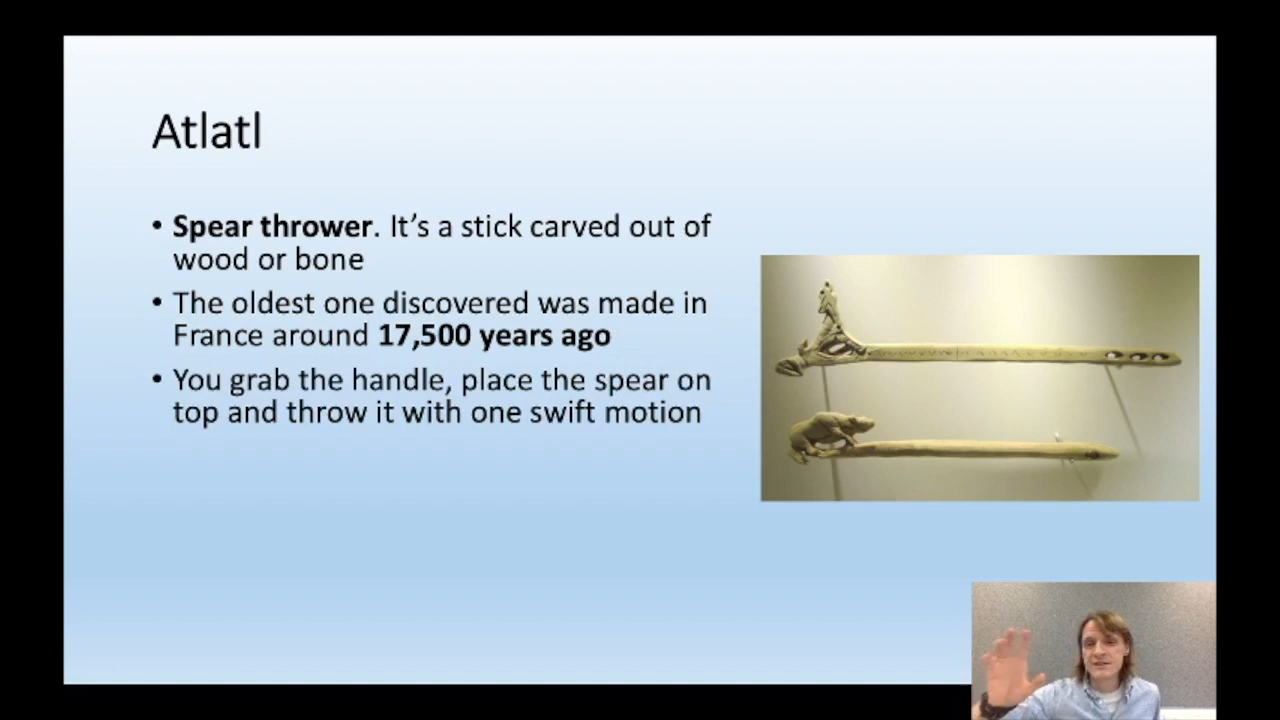 Atlatl
• Spear thrower. It’s a stick carved out of
wood or bone
• The oldest one discovered was made in
France around 17,500 years ago
• You grab the handle, place the spear on
top and throw it with one swift motion